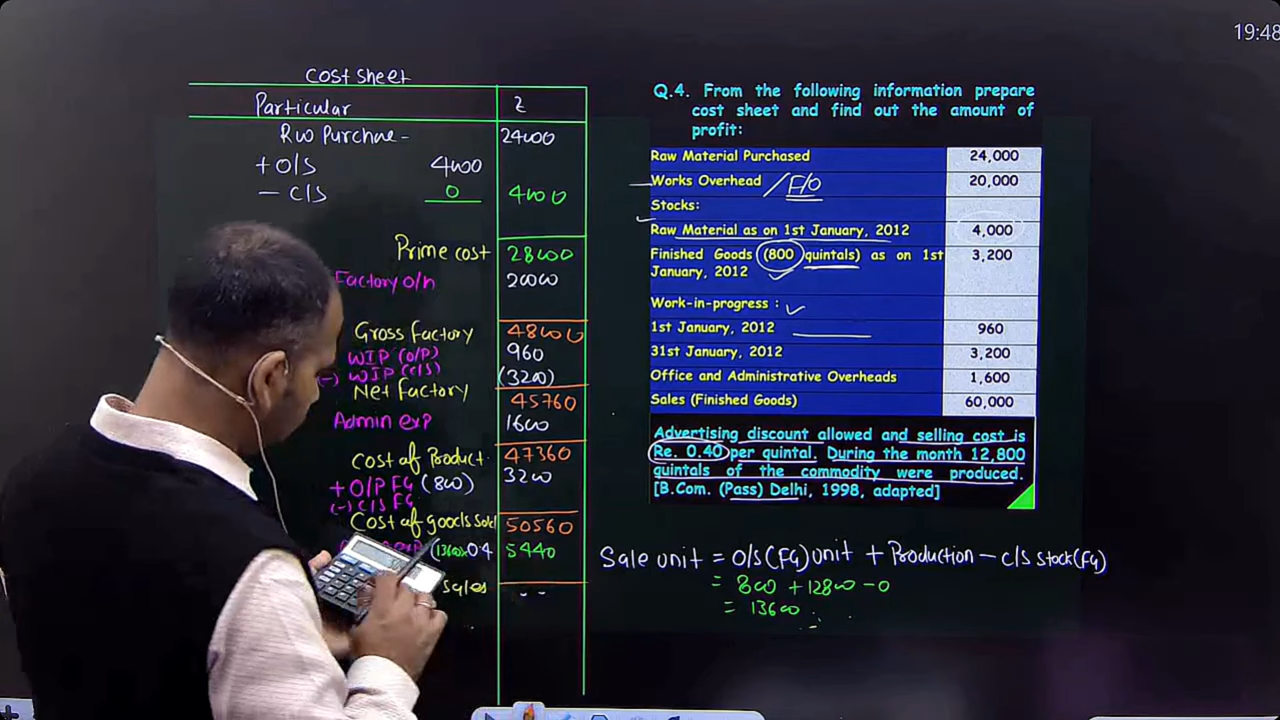 19:48
Cost sheet
Particular ₹
RM Purchae - 24000
+ O/S 4000
- C/S 0 4000
Prime cost 28000
Factory o/h 20000
Gross factory 48000
WIP (O/P) 960
(-) WIP (C/S) (3200)
Net factory 45760
Admin exp 1600
Cost of Product. 47360
+ O/P FG (800) 3200
(-) C/S FG
Cost of goods Sold 50560
(13600×0.4 5440
Sales --
Q.4. From the following information prepare
cost sheet and find out the amount of
profit:
Raw Material Purchased 24,000
Works Overhead / F/O 20,000
Stocks:
Raw Material as on 1st January, 2012 4,000
Finished Goods (800 quintals) as on 1st 3,200
January, 2012
Work-in-progress :
1st January, 2012 960
31st January, 2012 3,200
Office and Administrative Overheads 1,600
Sales (Finished Goods) 60,000
Advertising discount allowed and selling cost is
Re. 0.40 per quintal. During the month 12,800
quintals of the commodity were produced.
[B.Com. (Pass) Delhi, 1998, adapted]
Sale unit = O/S (FG) unit + Production - C/S stock (FG)
= 800 + 12800 - 0
= 13600